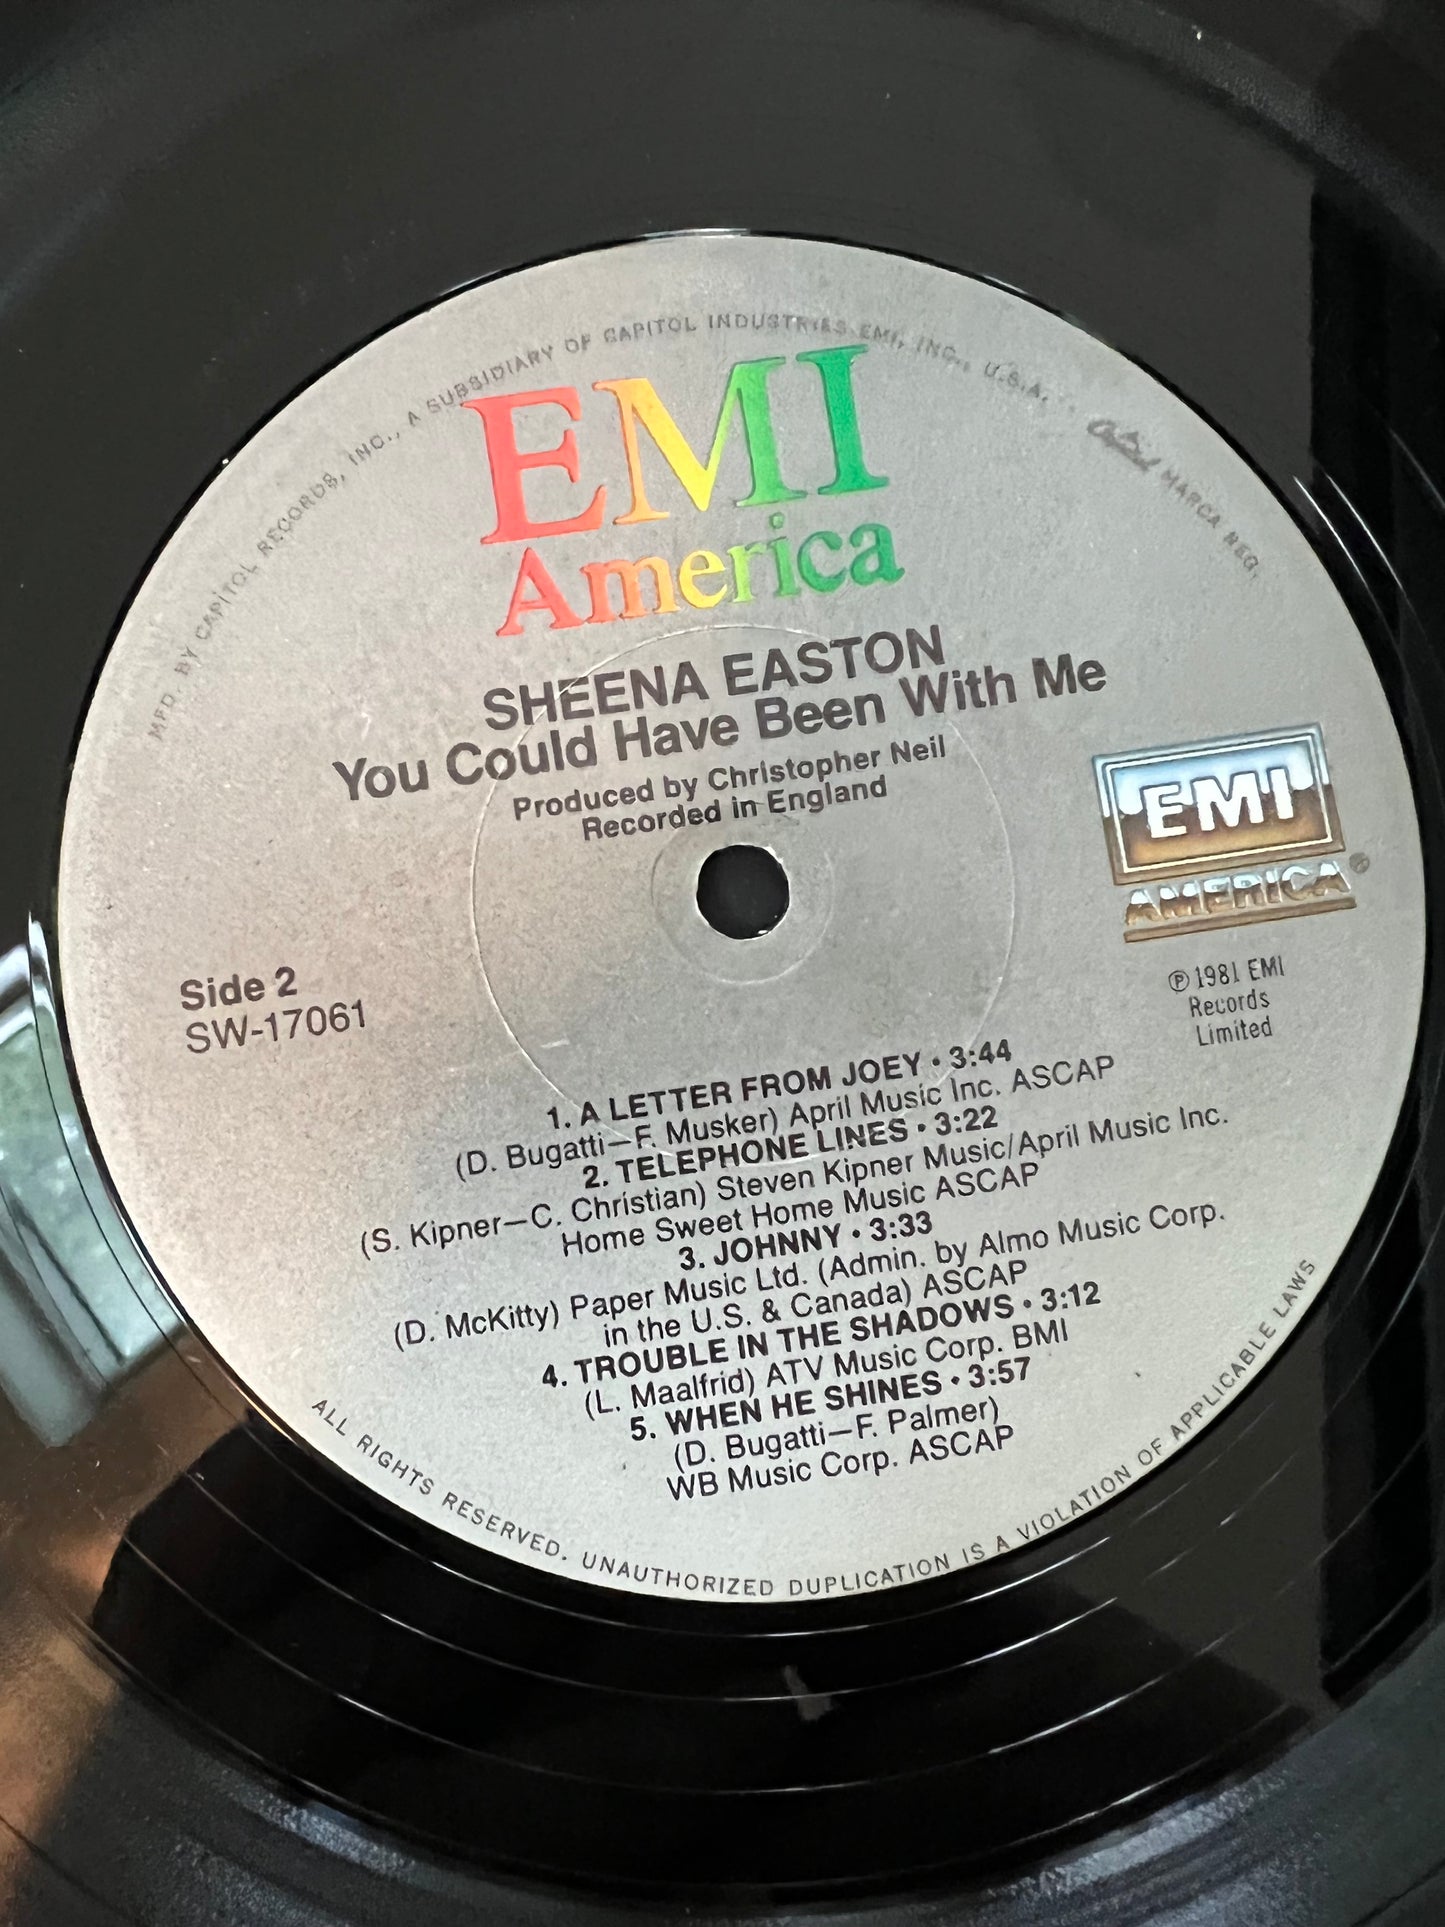 MFD. BY CAPITOL RECORDS, INC., A SUBSIDIARY OF CAPITOL INDUSTRIES EMI, INC., U.S.A. Capitol MARCA REG.
EMI
America
SHEENA EASTON
You Could Have Been With Me
Produced by Christopher Neil
Recorded in England
EMI
AMERICA®
Side 2
SW-17061
℗ 1981 EMI
Records
Limited
1. A LETTER FROM JOEY • 3:44
(D. Bugatti—F. Musker) April Music Inc. ASCAP
2. TELEPHONE LINES • 3:22
(S. Kipner—C. Christian) Steven Kipner Music/April Music Inc.
Home Sweet Home Music ASCAP
3. JOHNNY • 3:33
(D. McKitty) Paper Music Ltd. (Admin. by Almo Music Corp.
in the U.S. & Canada) ASCAP
4. TROUBLE IN THE SHADOWS • 3:12
(L. Maalfrid) ATV Music Corp. BMI
5. WHEN HE SHINES • 3:57
(D. Bugatti—F. Palmer)
WB Music Corp. ASCAP
ALL RIGHTS RESERVED. UNAUTHORIZED DUPLICATION IS A VIOLATION OF APPLICABLE LAWS